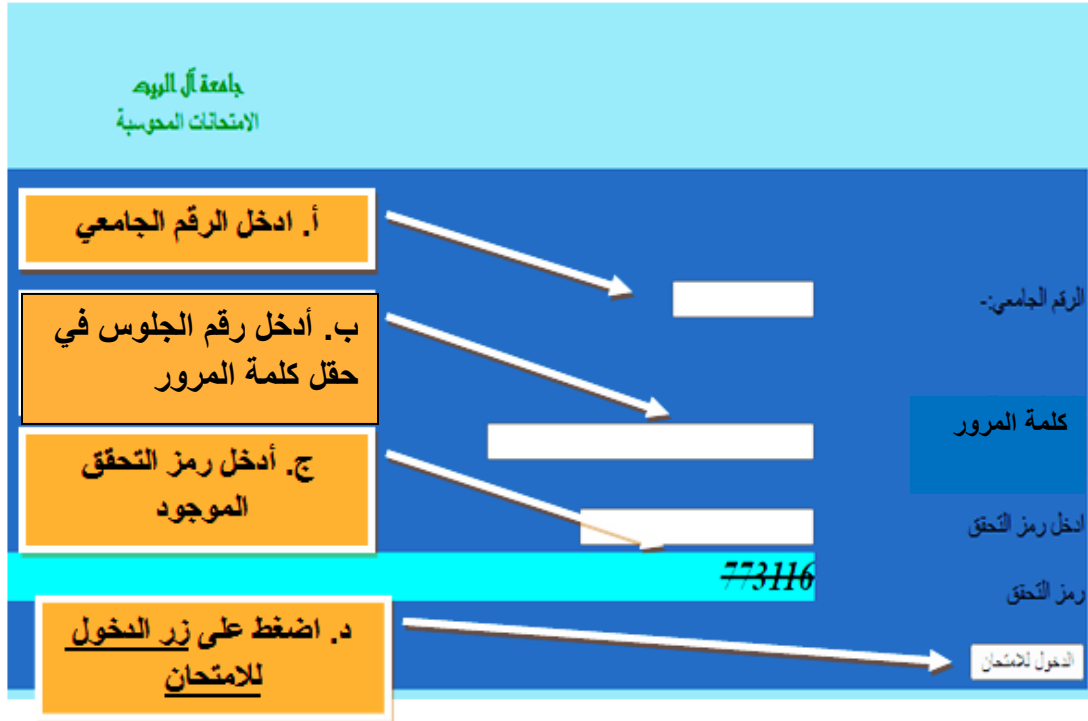 جامعة آل البيت
الامتحانات المحوسبة
أ. ادخل الرقم الجامعي
الرقم الجامعي:-
ب. أدخل رقم الجلوس في
حقل كلمة المرور
كلمة المرور
ج. أدخل رمز التحقق
الموجود
ادخل رمز التحقق
773116
رمز التحقق
د. اضغط على زر الدخول
للامتحان
الدخول للامتحان